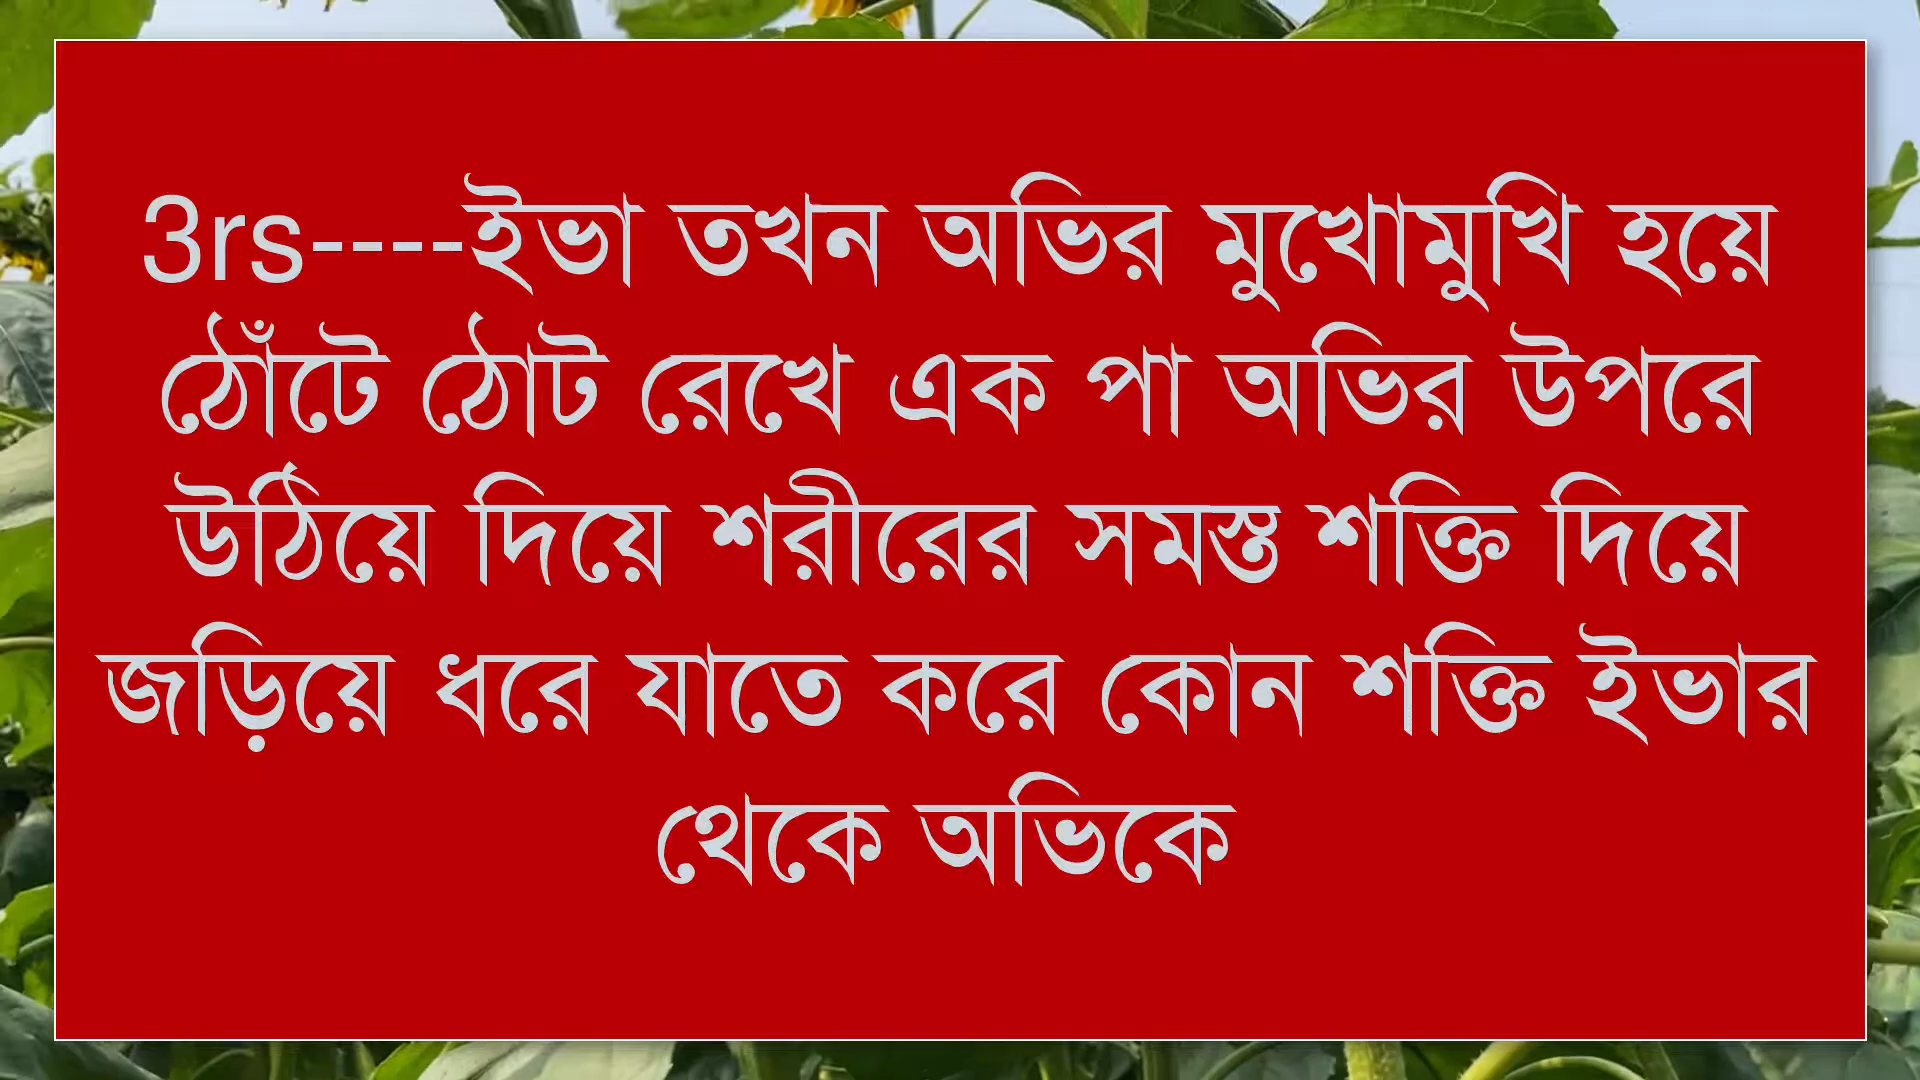 3rs----ইভা তখন অভির মুখোমুখি হয়ে
ঠোঁটে ঠোট রেখে এক পা অভির উপরে
উঠিয়ে দিয়ে শরীরের সমস্ত শক্তি দিয়ে
জড়িয়ে ধরে যাতে করে কোন শক্তি ইভার
থেকে অভিকে